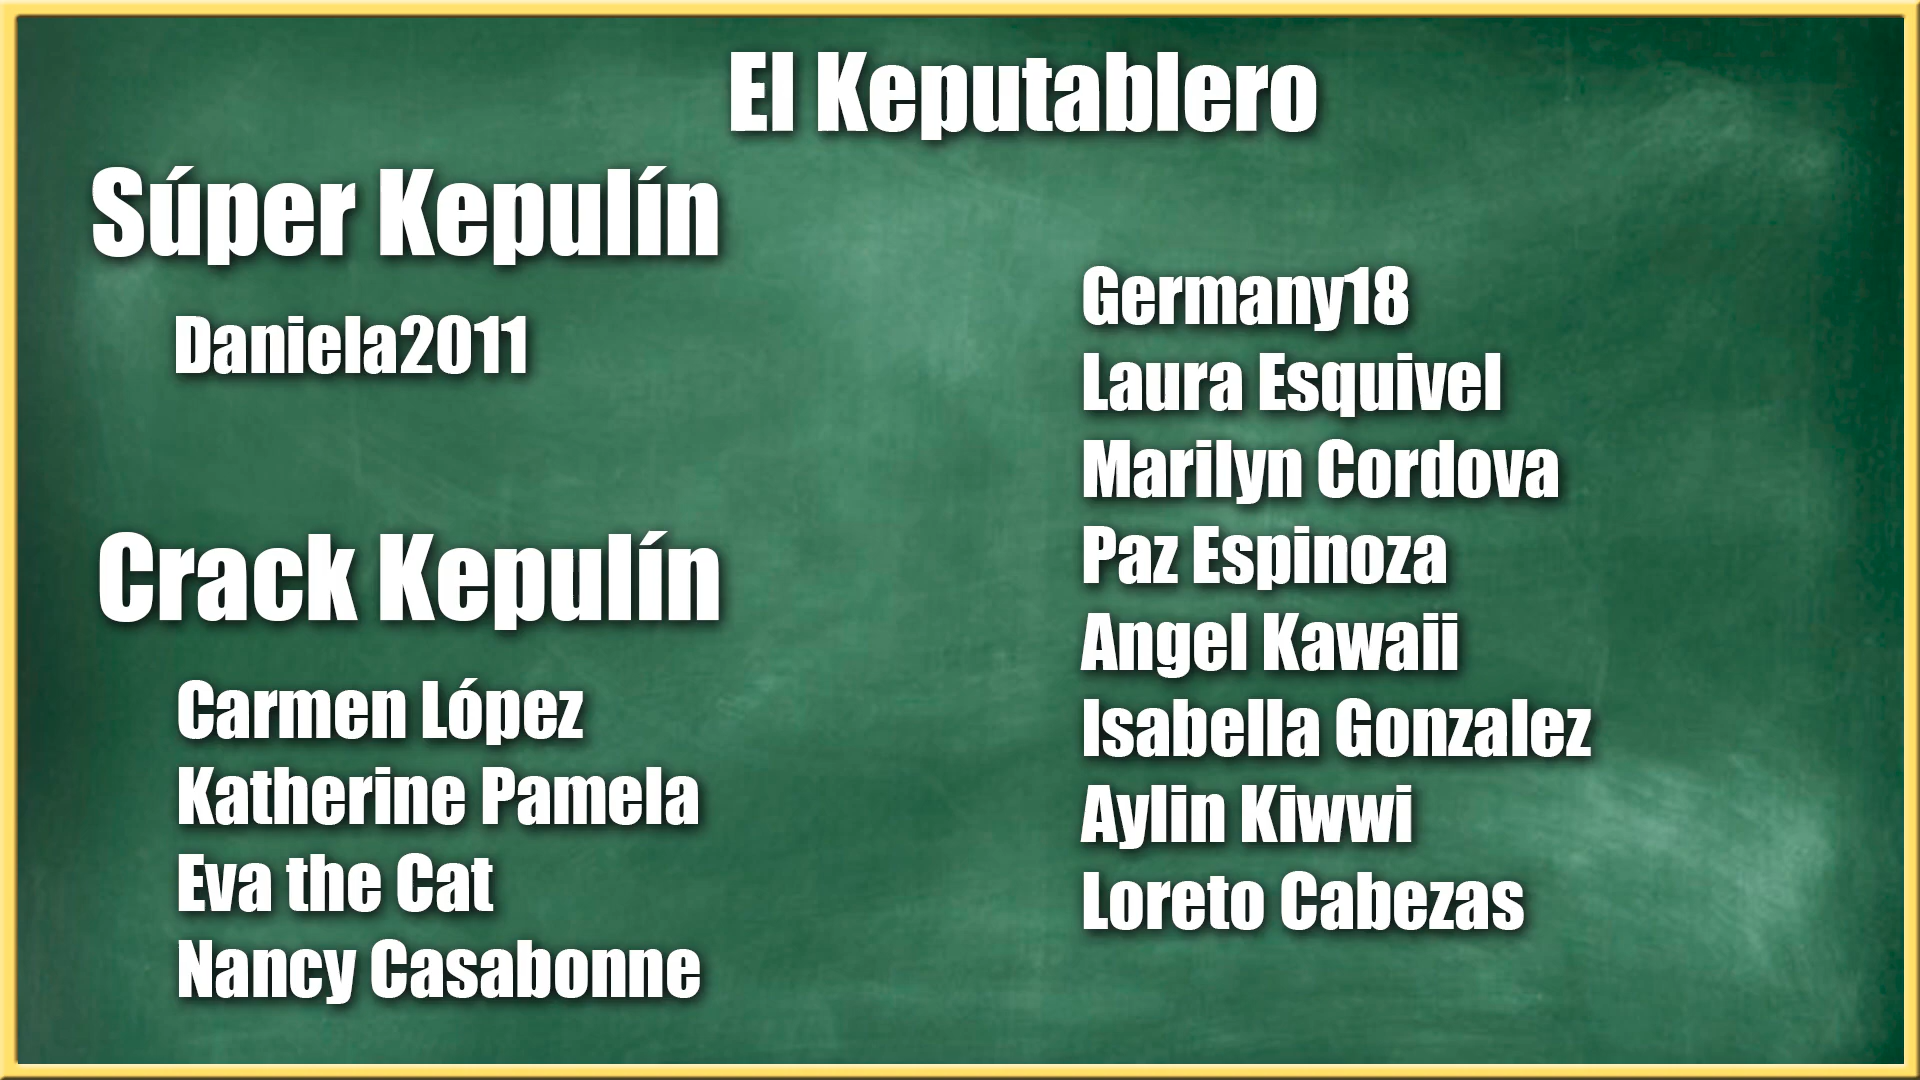 El Keputablero
Súper Kepulín
Daniela2011
Crack Kepulín
Carmen López
Katherine Pamela
Eva the Cat
Nancy Casabonne
Germany18
Laura Esquivel
Marilyn Cordova
Paz Espinoza
Angel Kawaii
Isabella Gonzalez
Aylin Kiwwi
Loreto Cabezas